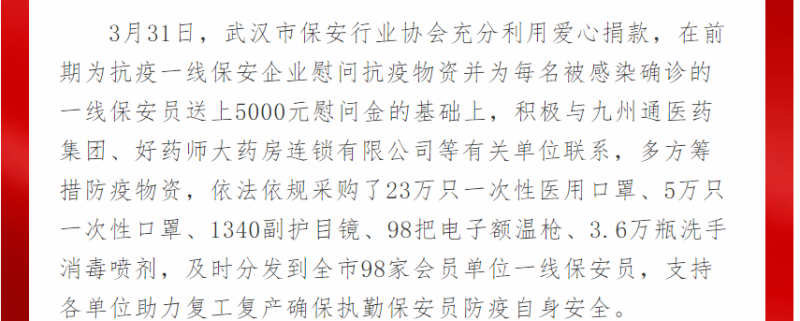 3月31日，武汉市保安行业协会充分利用爱心捐款，在前
期为抗疫一线保安企业慰问抗疫物资并为每名被感染确诊的
一线保安员送上5000元慰问金的基础上，积极与九州通医药
集团、好药师大药房连锁有限公司等有关单位联系，多方筹
措防疫物资，依法依规采购了23万只一次性医用口罩、5万只
一次性口罩、1340副护目镜、98把电子额温枪、3.6万瓶洗手
消毒喷剂，及时分发到全市98家会员单位一线保安员，支持
各单位助力复工复产确保执勤保安员防疫自身安全。